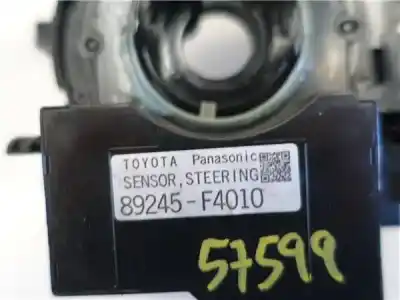 TOYOTA Panasonic
SENSOR, STEERING
89245-F4010
57599